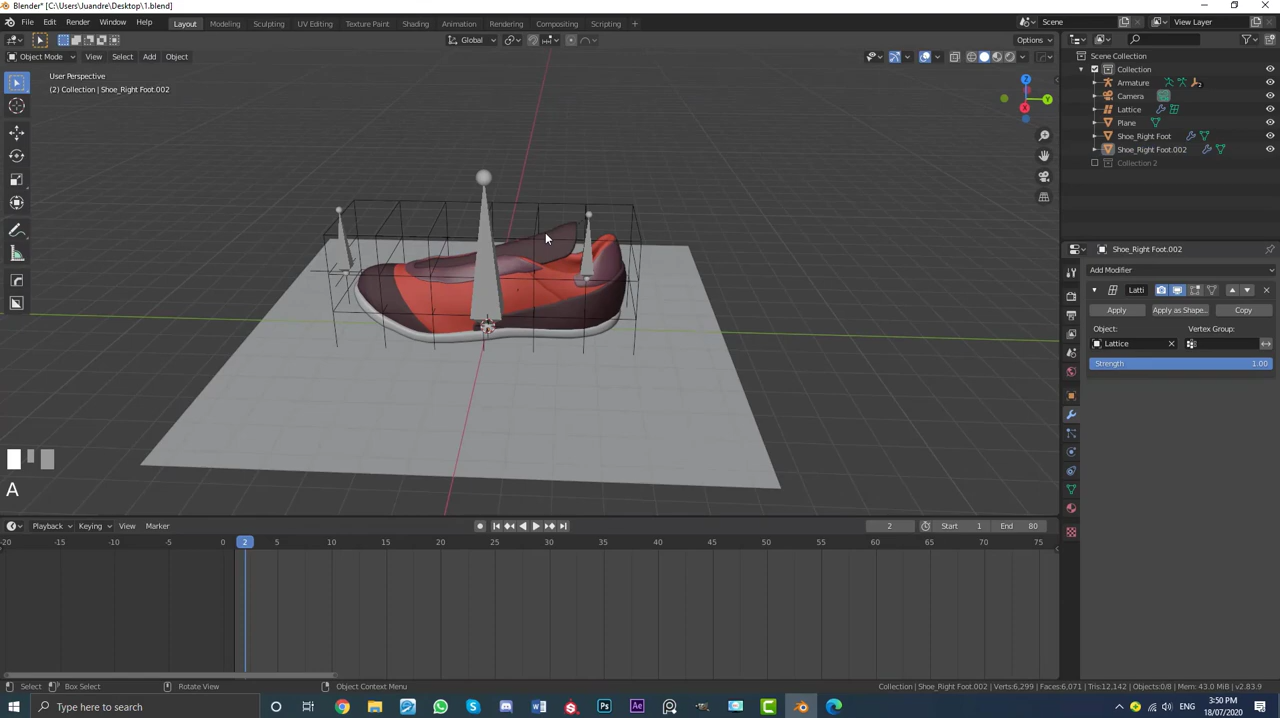 Blender* [C:\Users\Juandre\Desktop\1.blend]
File Edit Render Window Help
Layout Modeling Sculpting UV Editing Texture Paint Shading Animation Rendering Compositing Scripting +
Scene
View Layer
Global
Options
Object Mode View Select Add Object
User Perspective
(2) Collection | Shoe_Right Foot.002
X
Y
Z
Scene Collection
Collection
Armature
2
Camera
Lattice
Plane
Shoe_Right Foot
Shoe_Right Foot.002
Collection 2
Shoe_Right Foot.002
Add Modifier
Latti
Apply Apply as Shape.. Copy
Object: Vertex Group:
Lattice
Strength 1.00
A
Playback Keying View Marker
2 Start 1 End 80
-20 -15 -10 -5 0 2 5 10 15 20 25 30 35 40 45 50 55 60 65 70 75
Select Box Select Rotate View Object Context Menu
Collection | Shoe_Right Foot.002 | Verts:6,299 | Faces:6,071 | Tris:12,142 | Objects:0/8 | Mem: 43.0 MiB | v2.83.9
Type here to search
Ps Ae
ENG
3:50 PM
18/07/2020